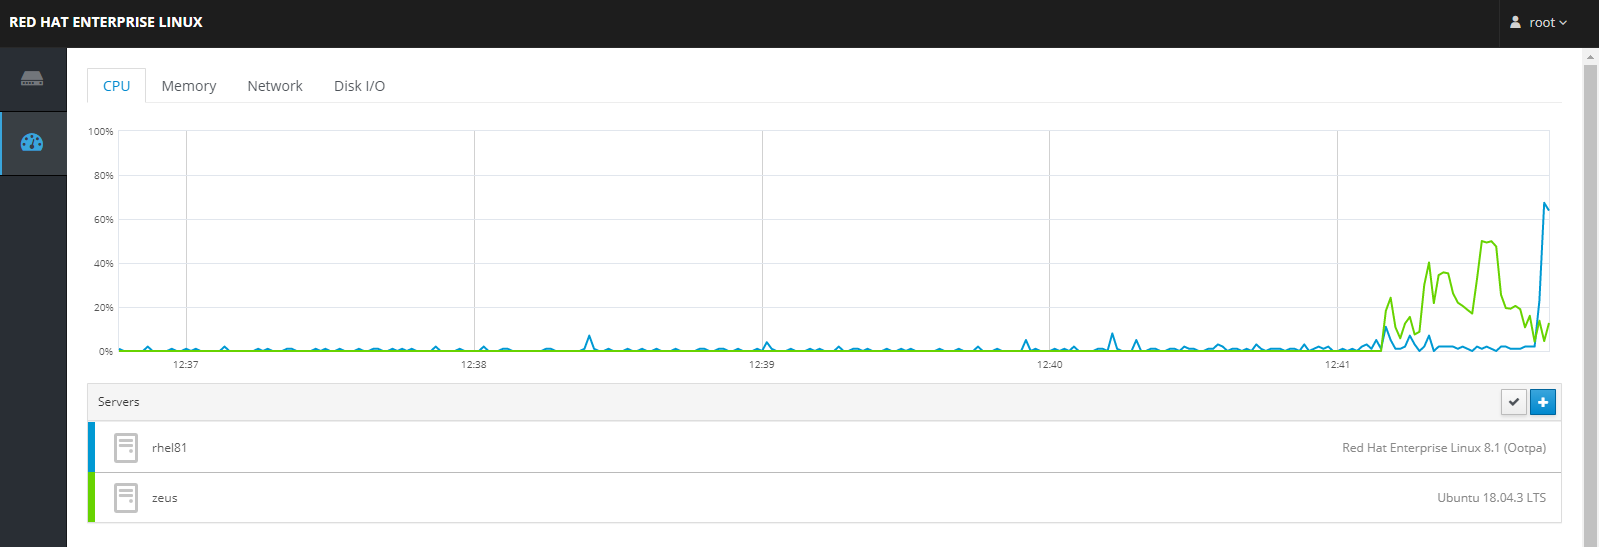 RED HAT ENTERPRISE LINUX
root
CPU Memory Network Disk I/O
100%
80%
60%
40%
20%
0%
12:37 12:38 12:39 12:40 12:41
Servers
rhel81 Red Hat Enterprise Linux 8.1 (Ootpa)
zeus Ubuntu 18.04.3 LTS